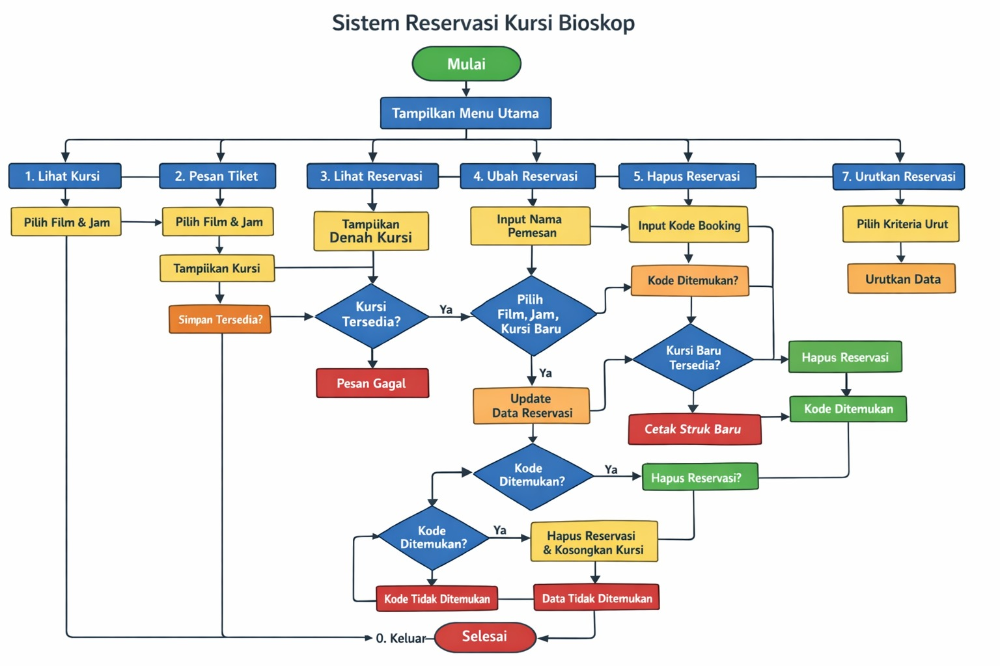 Sistem Reservasi Kursi Bioskop
Mulai
Tampilkan Menu Utama
1. Lihat Kursi
2. Pesan Tiket
3. Lihat Reservasi
4. Ubah Reservasi
5. Hapus Reservasi
7. Urutkan Reservasi
Pilih Film & Jam
Pilih Film & Jam
Tampiikan
Denah Kursi
Input Nama
Pemesan
Input Kode Booking
Pilih Kriteria Urut
Tampiikan Kursi
Kode Ditemukan?
Urutkan Data
Simpan Tersedia?
Kursi
Tersedia?
Ya
Pilih
Film, Jam,
Kursi Baru
Kursi Baru
Tersedia?
Hapus Reservasi
Pesan Gagal
Ya
Update
Data Reservasi
Kode Ditemukan
Cetak Struk Baru
Kode
Ditemukan?
Ya
Hapus Reservasi?
Kode
Ditemukan?
Ya
Hapus Reservasi
& Kosongkan Kursi
Kode Tidak Ditemukan
Data Tidak Ditemukan
0. Keluar
Selesai